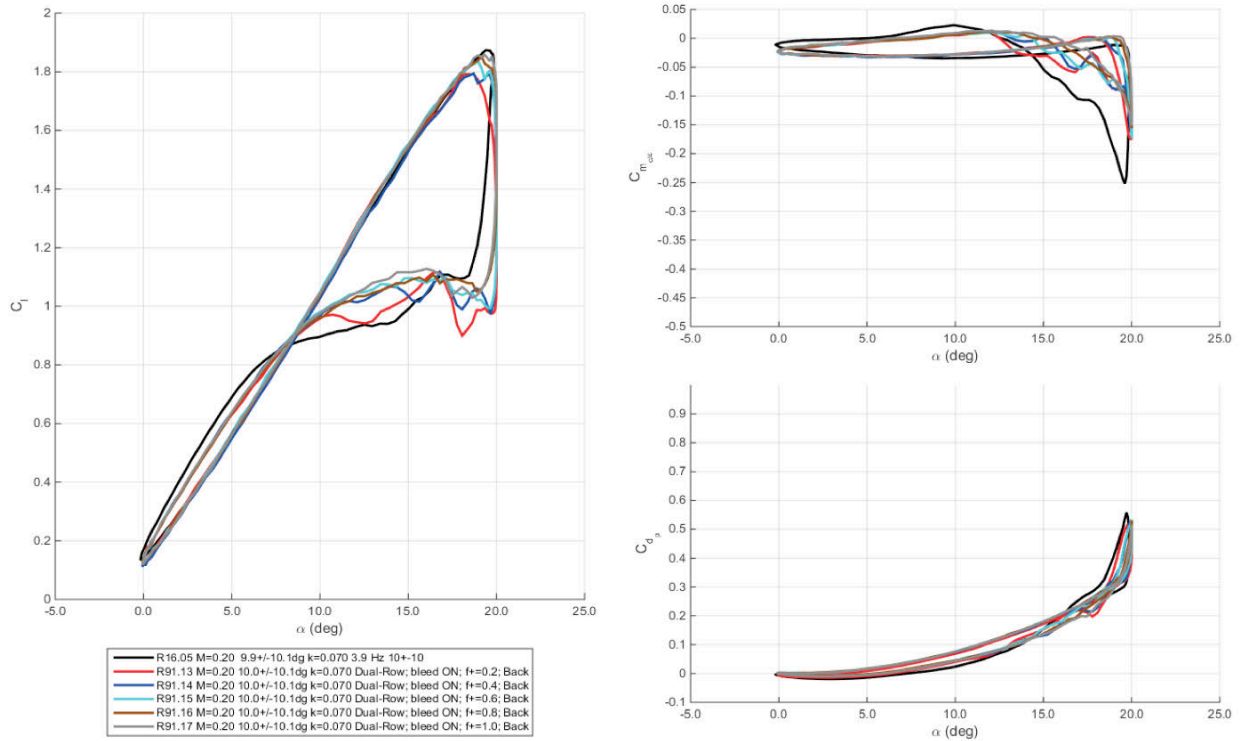 2
1.8
1.6
1.4
1.2
1
0.8
0.6
0.4
0.2
0
C_l
-5.0 0.0 5.0 10.0 15.0 20.0 25.0
α (deg)
R16.05 M=0.20 9.9+/-10.1dg k=0.070 3.9 Hz 10+-10
R91.13 M=0.20 10.0+/-10.1dg k=0.070 Dual-Row; bleed ON; f+=0.2; Back
R91.14 M=0.20 10.0+/-10.1dg k=0.070 Dual-Row; bleed ON; f+=0.4; Back
R91.15 M=0.20 10.0+/-10.1dg k=0.070 Dual-Row; bleed ON; f+=0.6; Back
R91.16 M=0.20 10.0+/-10.1dg k=0.070 Dual-Row; bleed ON; f+=0.8; Back
R91.17 M=0.20 10.0+/-10.1dg k=0.070 Dual-Row; bleed ON; f+=1.0; Back
0.05
0
-0.05
-0.1
-0.15
-0.2
-0.25
-0.3
-0.35
-0.4
-0.45
-0.5
C_m
-5.0 0.0 5.0 10.0 15.0 20.0 25.0
α (deg)
0.9
0.8
0.7
0.6
0.5
0.4
0.3
0.2
0.1
0
-0.1
C_d_p
-5.0 0.0 5.0 10.0 15.0 20.0 25.0
α (deg)